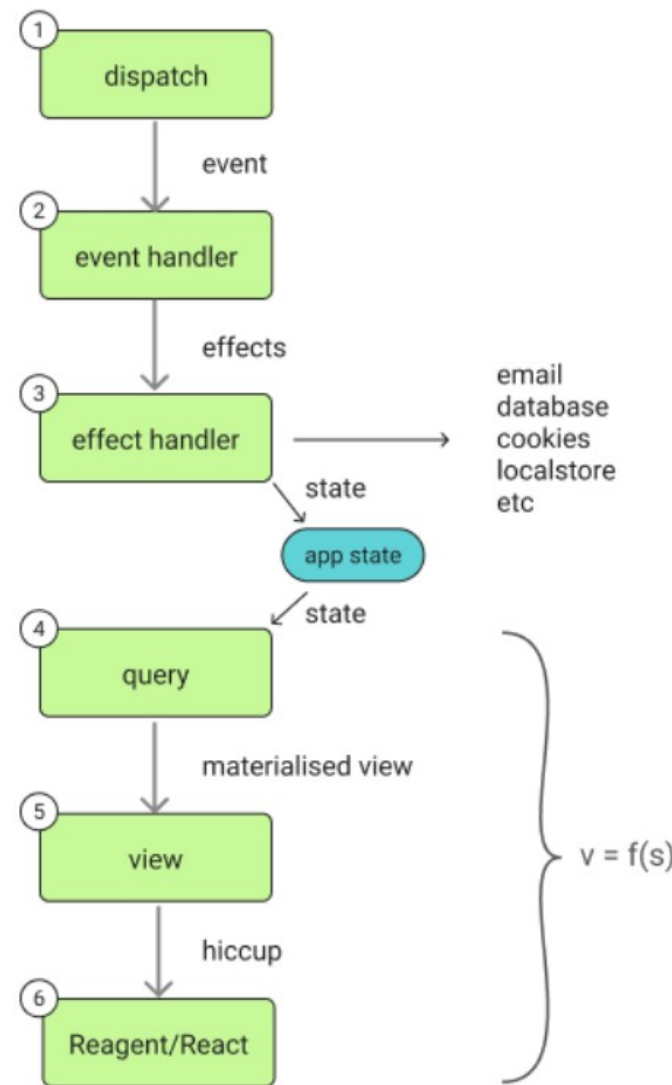 1
dispatch
event
2
event handler
effects
3
effect handler
email
database
cookies
localstore
etc
state
app state
state
4
query
materialised view
5
view
v = f(s)
hiccup
6
Reagent/React